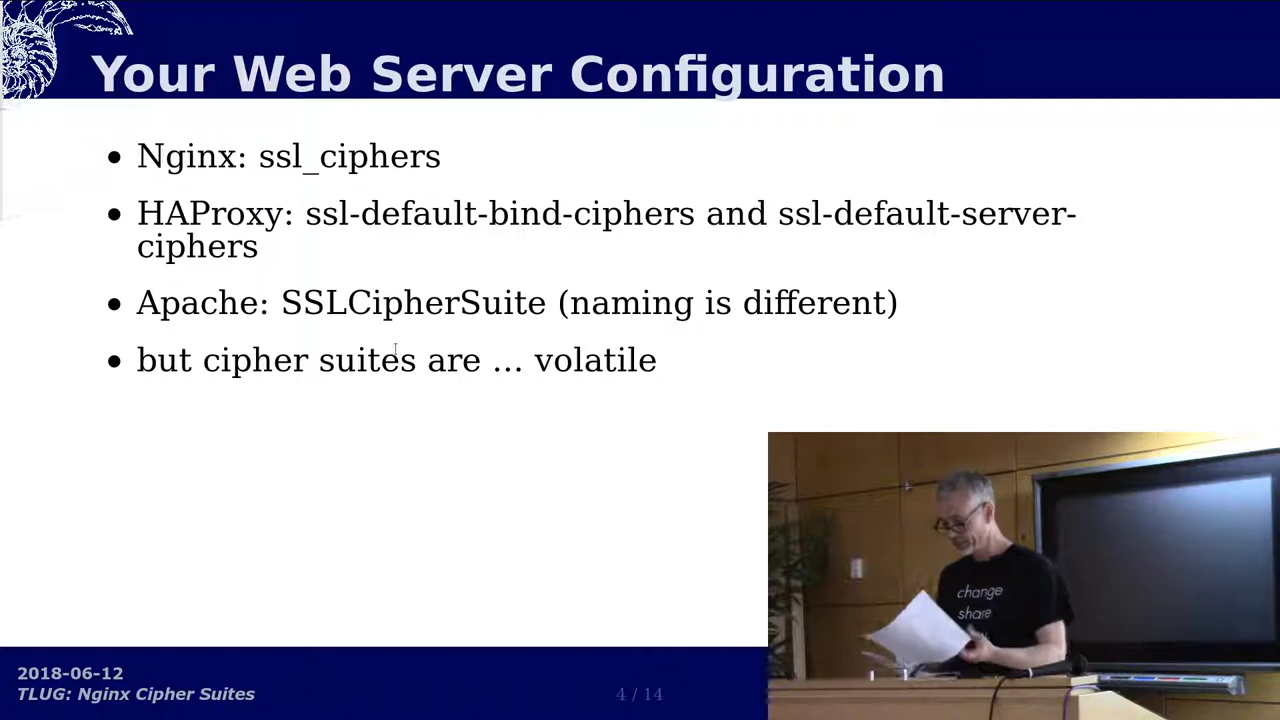 Your Web Server Configuration
• Nginx: ssl_ciphers
• HAProxy: ssl-default-bind-ciphers and ssl-default-server-
ciphers
• Apache: SSLCipherSuite (naming is different)
• but cipher suites are ... volatile
change
share
2018-06-12
TLUG: Nginx Cipher Suites
4 / 14